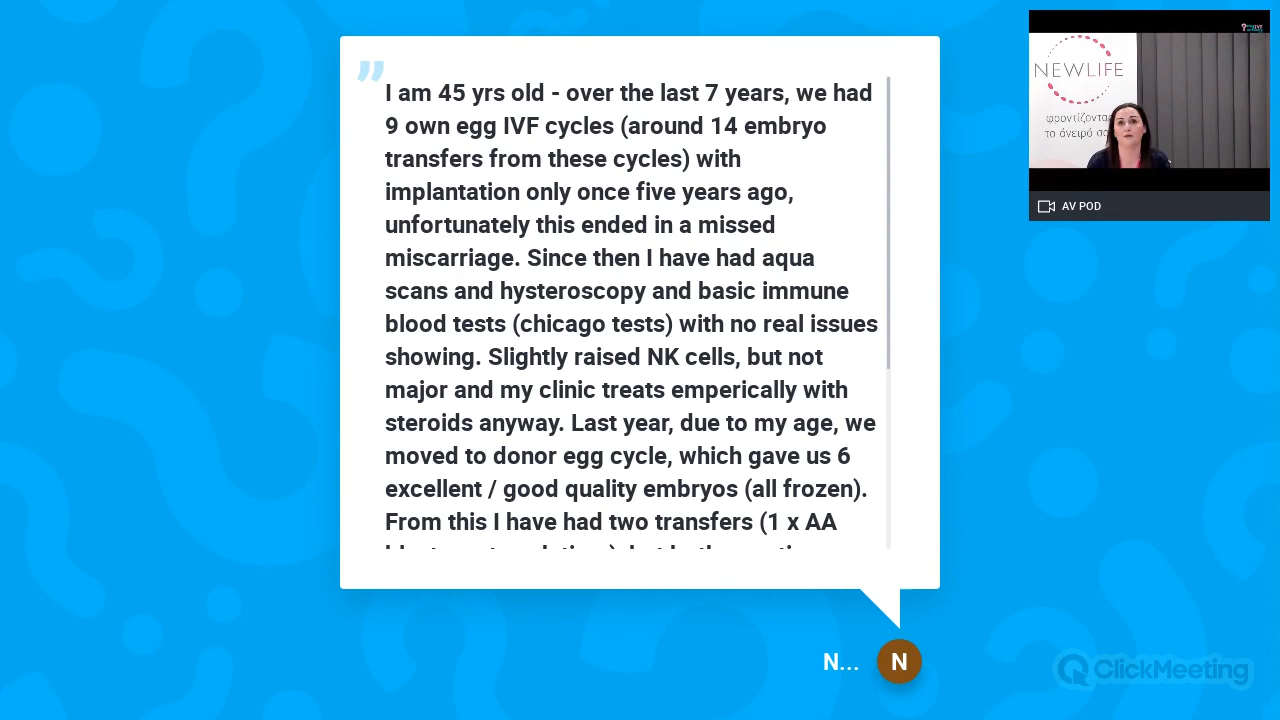 I am 45 yrs old - over the last 7 years, we had
9 own egg IVF cycles (around 14 embryo
transfers from these cycles) with
implantation only once five years ago,
unfortunately this ended in a missed
miscarriage. Since then I have had aqua
scans and hysteroscopy and basic immune
blood tests (chicago tests) with no real issues
showing. Slightly raised NK cells, but not
major and my clinic treats emperically with
steroids anyway. Last year, due to my age, we
moved to donor egg cycle, which gave us 6
excellent / good quality embryos (all frozen).
From this I have had two transfers (1 x AA
N... N
NEWLIFE
το όνειρό
AV POD
ClickMeeting